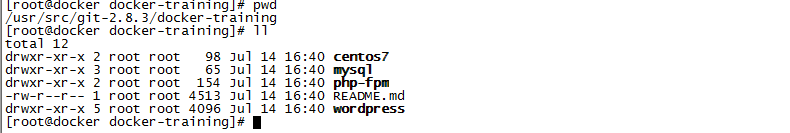 [root@docker docker-training]# pwd
/usr/src/git-2.8.3/docker-training
[root@docker docker-training]# ll
total 12
drwxr-xr-x 2 root root   98 Jul 14 16:40 centos7
drwxr-xr-x 3 root root   65 Jul 14 16:40 mysql
drwxr-xr-x 2 root root  154 Jul 14 16:40 php-fpm
-rw-r--r-- 1 root root 4513 Jul 14 16:40 README.md
drwxr-xr-x 5 root root 4096 Jul 14 16:40 wordpress
[root@docker docker-training]#